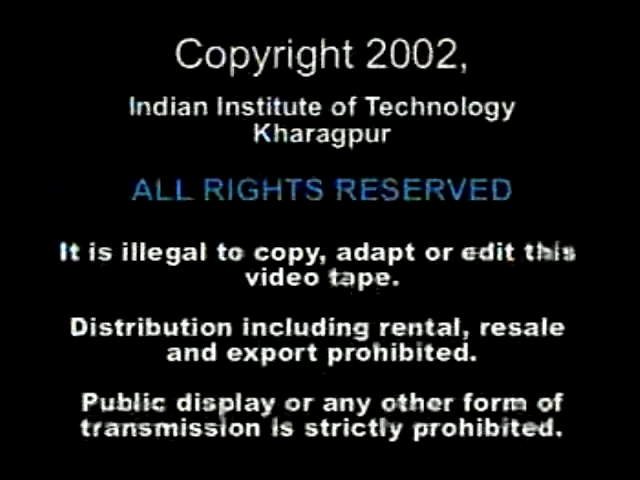 Copyright 2002,
Indian Institute of Technology
Kharagpur
ALL RIGHTS RESERVED
It is illegal to copy, adapt or edit this
video tape.
Distribution including rental, resale
and export prohibited.
Public display or any other form of
transmission is strictly prohibited.